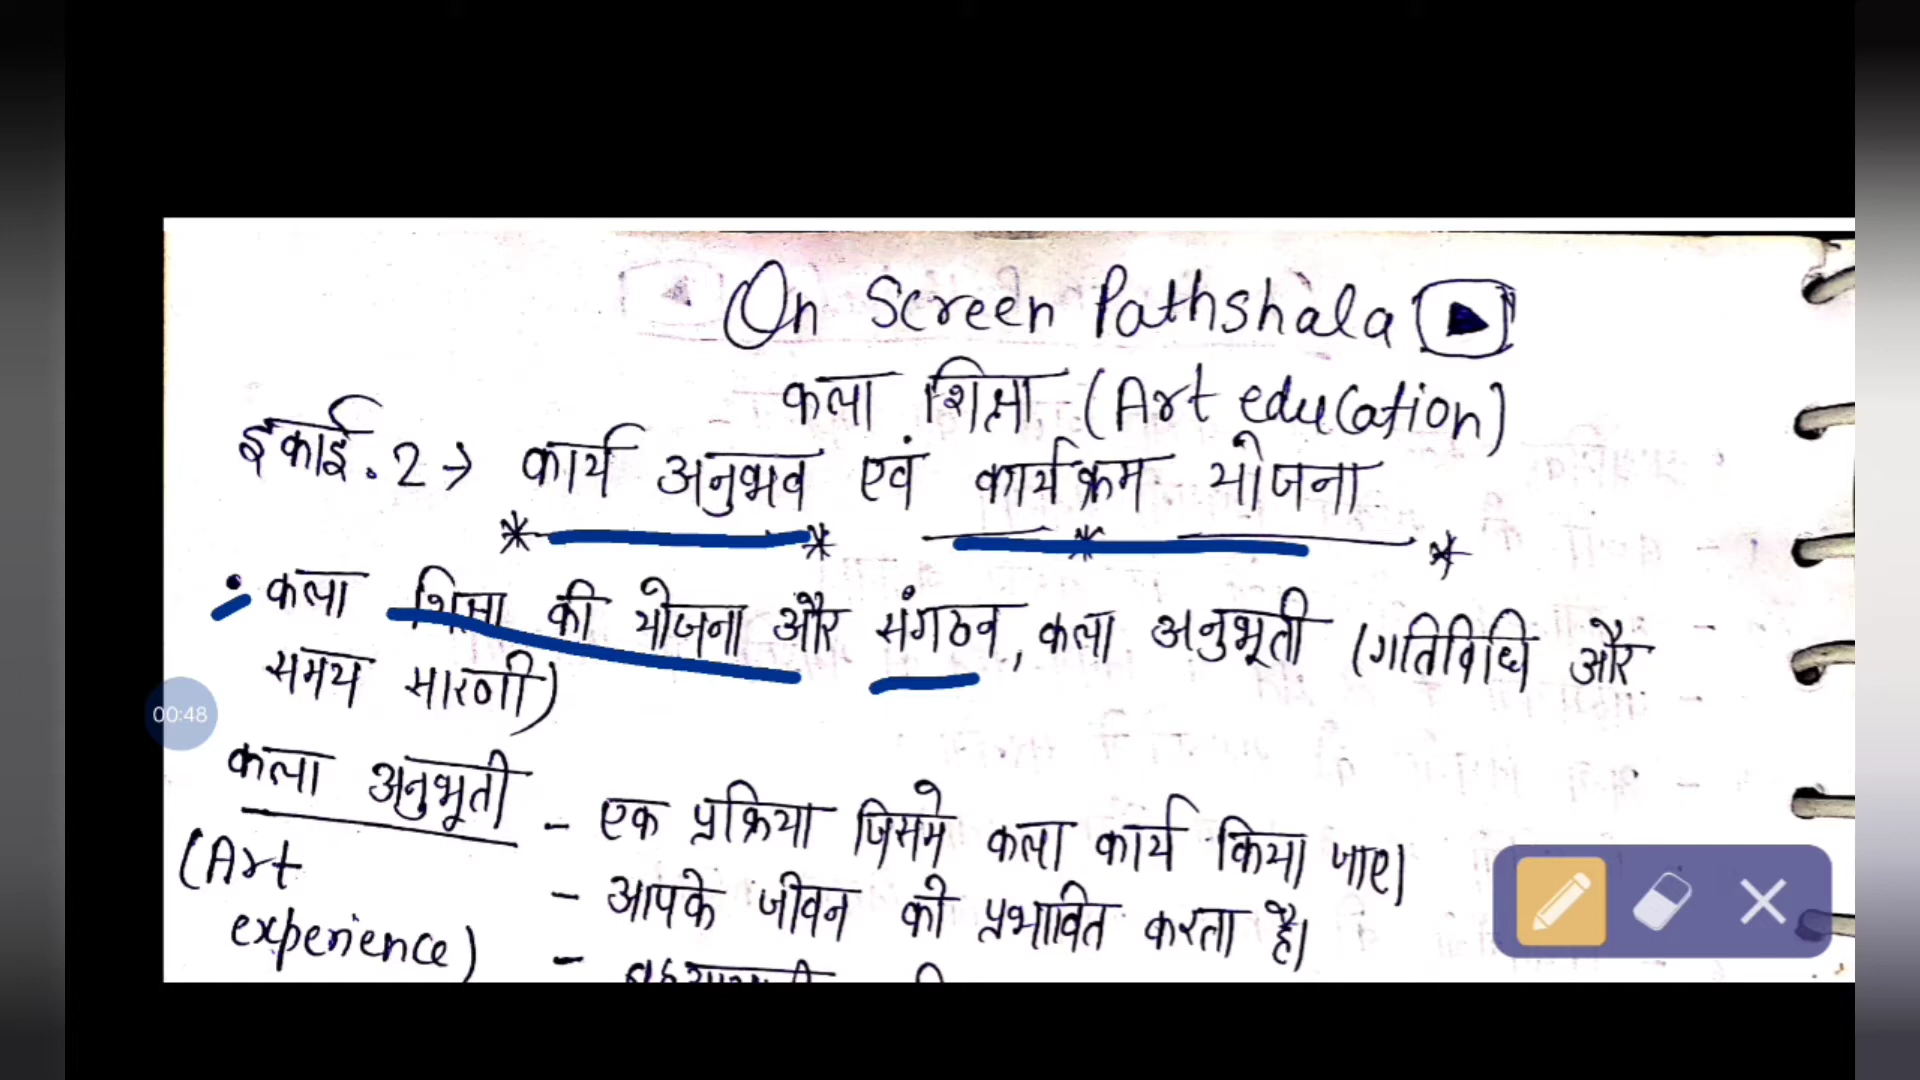 On Screen Pathshala
कला शिक्षा (Art education)
इकाई.2→ कार्य अनुभव एवं कार्यक्रम योजना
कला शिक्षा की योजना और संगठन, कला अनुभूती (गतिविधि और
समय सारणी)
00:48
कला अनुभूती - एक प्रक्रिया जिसमे कला कार्य किया जाए।
(Art
- आपके जीवन को प्रभावित करता है।
experience)